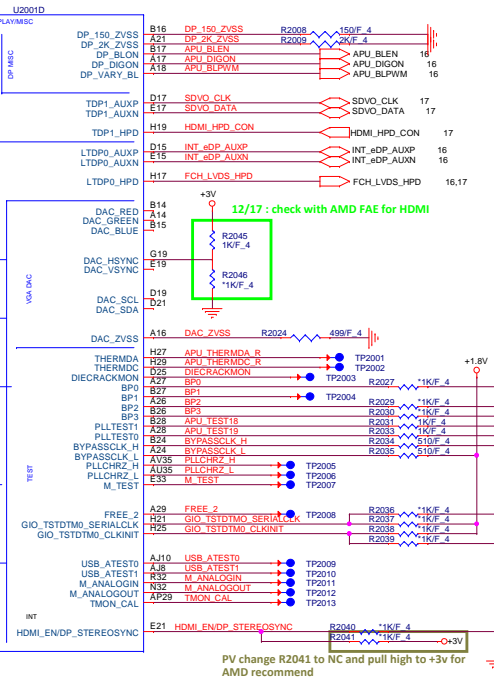 U2001D
PLAY/MISC
DP MISC
DP_150_ZVSS B16 DP_150_ZVSS R2008 150/F_4
DP_2K_ZVSS A21 DP_2K_ZVSS R2009 2K/F_4
DP_BLON B17 APU_BLEN APU_BLEN 16
DP_DIGON A17 APU_DIGON APU_DIGON 16
DP_VARY_BL A18 APU_BLPWM APU_BLPWM 16
TDP1_AUXP D17 SDVO_CLK SDVO_CLK 17
TDP1_AUXN E17 SDVO_DATA SDVO_DATA 17
TDP1_HPD H19 HDMI_HPD_CON HDMI_HPD_CON 17
LTDP0_AUXP D15 INT_eDP_AUXP INT_eDP_AUXP 16
LTDP0_AUXN E15 INT_eDP_AUXN INT_eDP_AUXN 16
LTDP0_HPD H17 FCH_LVDS_HPD FCH_LVDS_HPD 16,17
+3V
12/17 : check with AMD FAE for HDMI
VGA DAC
DAC_RED B14
DAC_GREEN A14
DAC_BLUE B15
R2045
1K/F_4
DAC_HSYNC G19
DAC_VSYNC E19
R2046
*1K/F_4
DAC_SCL D19
DAC_SDA D21
DAC_ZVSS A16 DAC_ZVSS R2024 499/F_4
TEST
THERMDA H27 APU_THERMDA_R TP2001
THERMDC H29 APU_THERMDC_R TP2002
DIECRACKMON D25 DIECRACKMON TP2003
+1.8V
BP0 A27 BP0 R2027 *1K/F_4
BP1 B27 BP1 TP2004
BP2 A26 BP2 R2029 *1K/F_4
BP3 B26 BP3 R2030 *1K/F_4
PLLTEST1 B28 APU_TEST18 R2031 1K/F_4
PLLTEST0 A28 APU_TEST19 R2033 1K/F_4
BYPASSCLK_H B24 BYPASSCLK_H R2034 510/F_4
BYPASSCLK_L A24 BYPASSCLK_L R2035 510/F_4
PLLCHRZ_H AV35 PLLCHRZ_H TP2005
PLLCHRZ_L AU35 PLLCHRZ_L TP2006
M_TEST E33 M_TEST TP2007
FREE_2 A29 FREE_2 TP2008 R2036 *1K/F_4
GIO_TSTDTM0_SERIALCLK H21 GIO_TSTDTM0_SERIALCLK R2037 *1K/F_4
GIO_TSTDTM0_CLKINIT H25 GIO_TSTDTM0_CLKINIT R2038 *1K/F_4
R2039 *1K/F_4
USB_ATEST0 AJ10 USB_ATEST0 TP2009
USB_ATEST1 AJ8 USB_ATEST1 TP2010
M_ANALOGIN R32 M_ANALOGIN TP2011
M_ANALOGOUT N32 M_ANALOGOUT TP2012
TMON_CAL AP29 TMON_CAL TP2013
INT
HDMI_EN/DP_STEREOSYNC E21 HDMI_EN/DP_STEREOSYNC R2040 *1K/F_4
R2041 *1K/F_4 +3V
PV change R2041 to NC and pull high to +3v for
AMD recommend